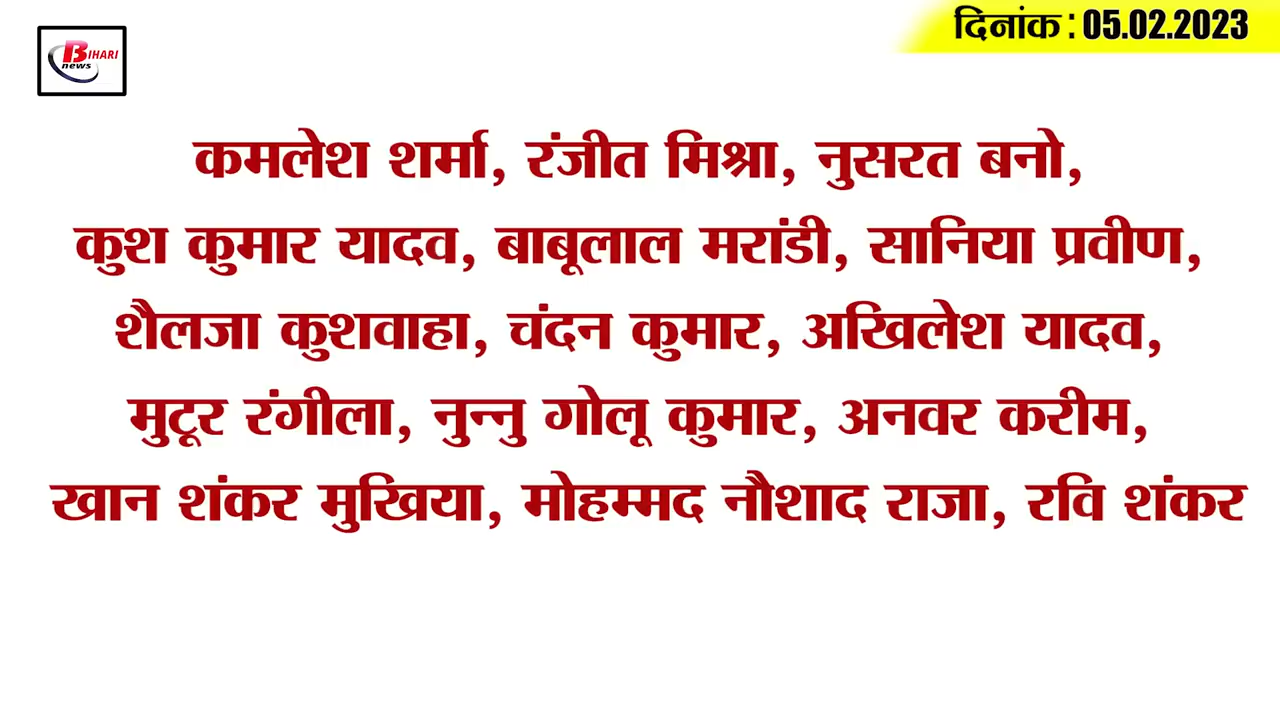 BIHARI
news
दिनांक : 05.02.2023
कमलेश शर्मा, रंजीत मिश्रा, नुसरत बनो,
कुश कुमार यादव, बाबूलाल मरांडी, सानिया प्रवीण,
शैलजा कुशवाहा, चंदन कुमार, अखिलेश यादव,
मुटूर रंगीला, नुन्नु गोलू कुमार, अनवर करीम,
खान शंकर मुखिया, मोहम्मद नौशाद राजा, रवि शंकर